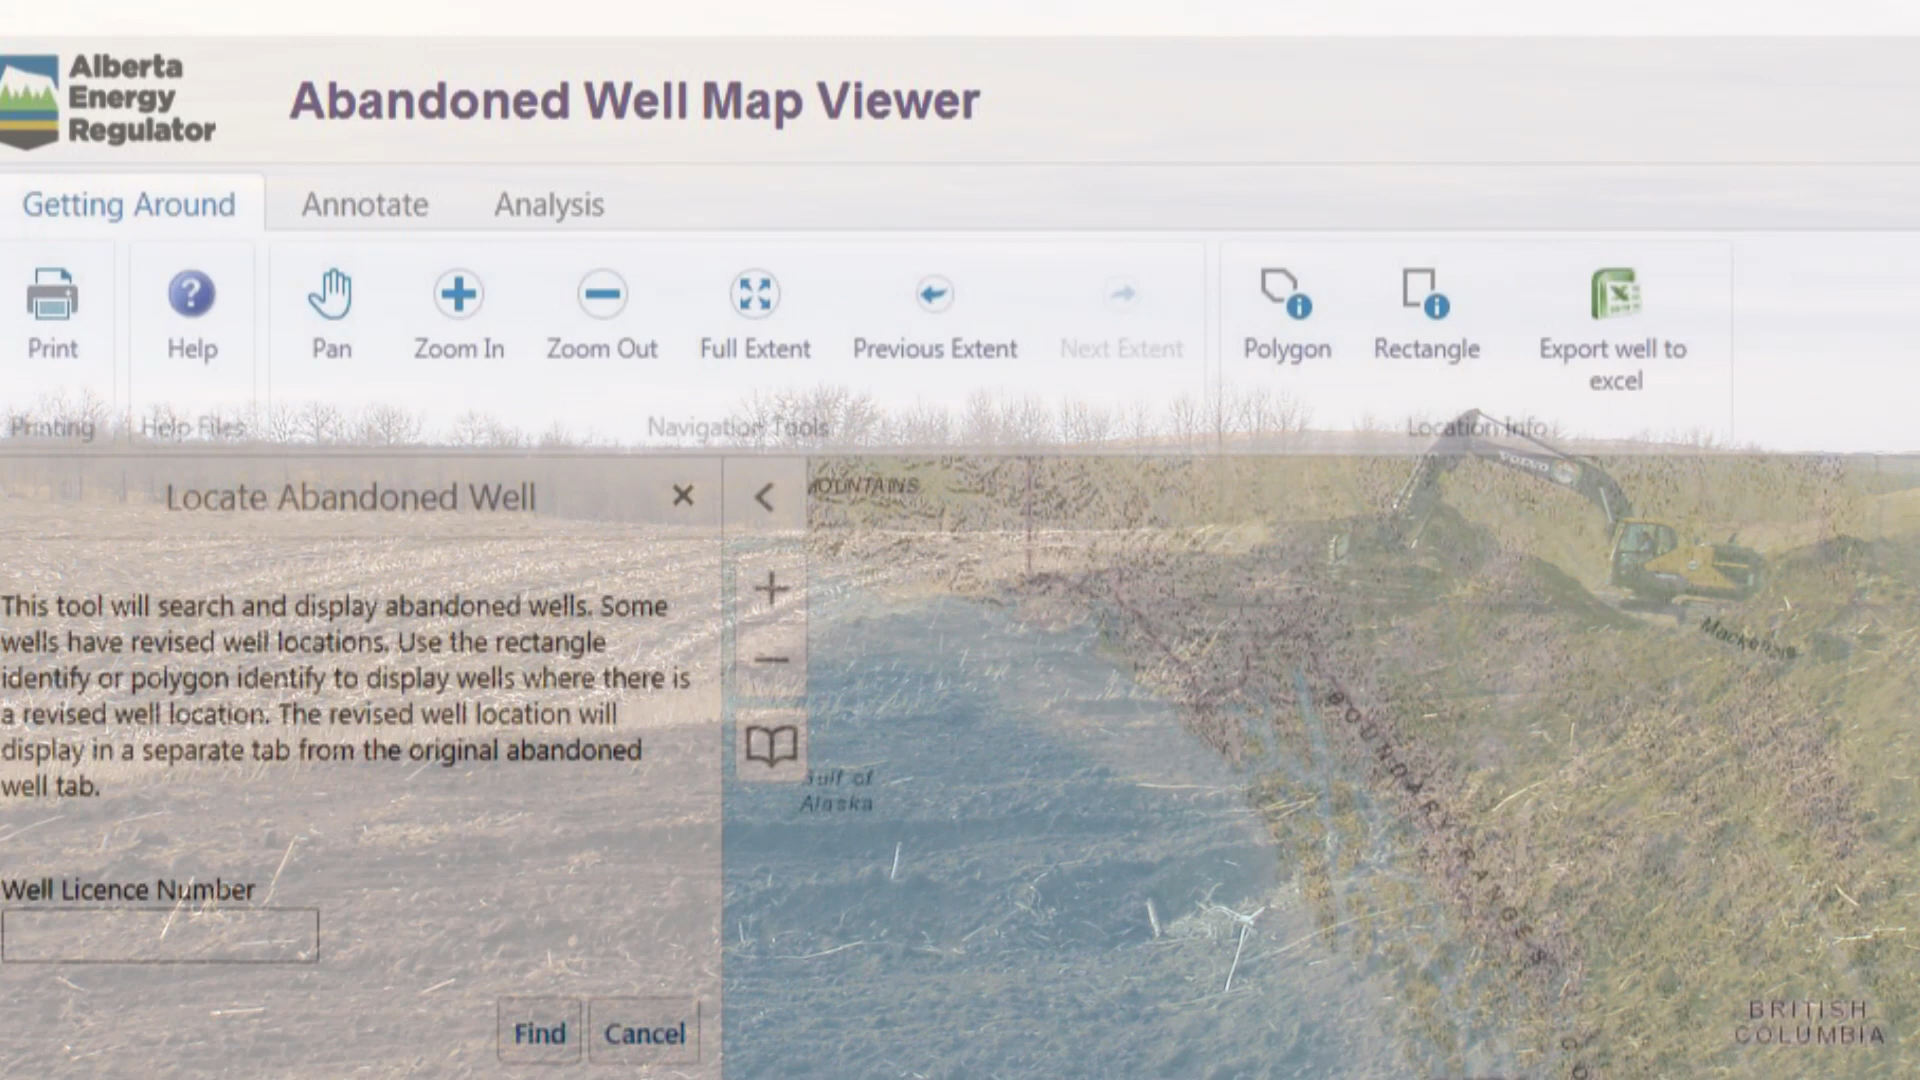 Alberta
Energy
Regulator
Abandoned Well Map Viewer
Getting Around
Annotate
Analysis
Print
Help
Pan
Zoom In
Zoom Out
Full Extent
Previous Extent
Next Extent
Polygon
Rectangle
Export well to
excel
Printing
Help Files
Navigation Tools
Location Info
Locate Abandoned Well
This tool will search and display abandoned wells. Some
wells have revised well locations. Use the rectangle
identify or polygon identify to display wells where there is
a revised well location. The revised well location will
display in a separate tab from the original abandoned
well tab.
Well Licence Number
Find
Cancel
MOUNTAINS
VOLVO
Mackenzie
BOUNDARY RANGES
Gulf of
Alaska
BRITISH
COLUMBIA